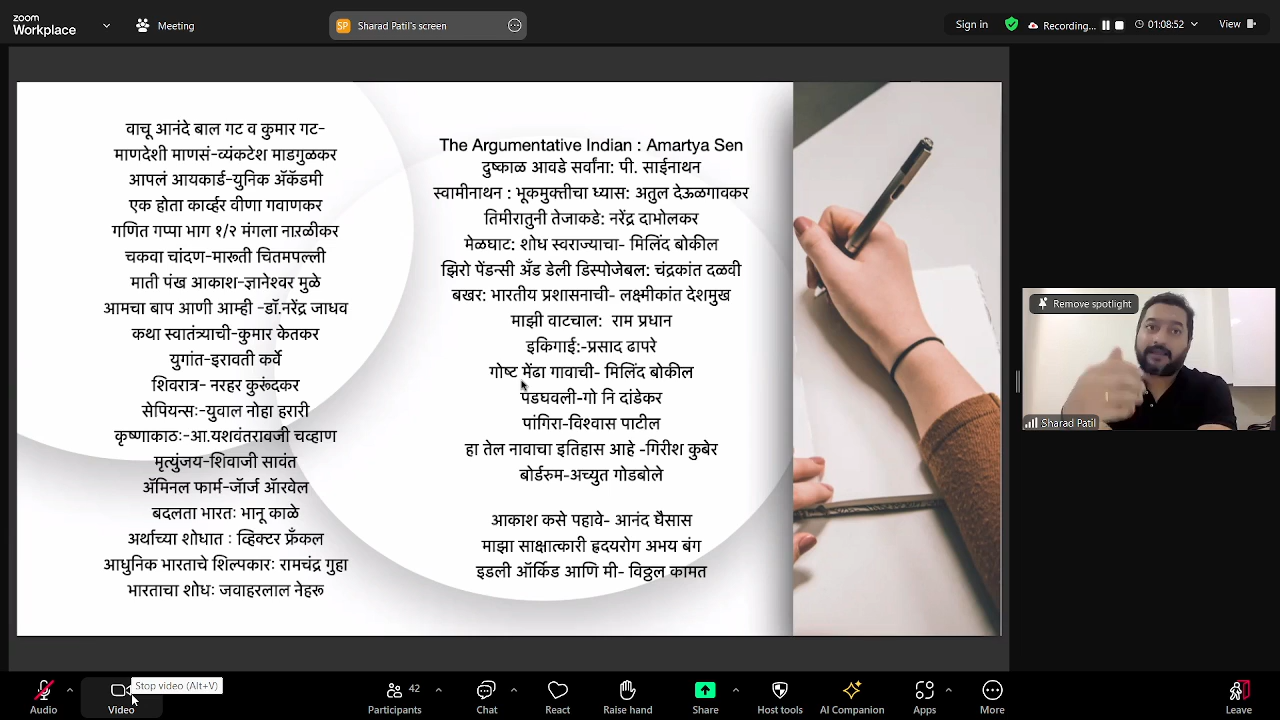 zoom
Workplace
Meeting
SP Sharad Patil's screen
Sign in
Recording...
01:08:52
View
वाचू आनंदे बाल गट व कुमार गट-
माणदेशी माणसं-व्यकटेश माडगुळकर
आपलं आयकार्ड-युनिक ॲकॅडमी
एक होता कार्व्हर वीणा गवाणकर
गणित गप्पा भाग १/२ मंगला नारळीकर
चकवा चांदण-मारूती चितमपल्ली
माती पंख आकाश-ज्ञानेश्वर मुळे
आमचा बाप आणी आम्ही -डॉ.नरेंद्र जाधव
कथा स्वातंत्र्याची-कुमार केतकर
युगांत-इरावती कर्वे
शिवरात्र- नरहर कुरूंदकर
सेपियन्सः-युवाल नोहा हरारी
कृष्णाकाठः-आ.यशवंतरावजी चव्हाण
मृत्युंजय-शिवाजी सावंत
ॲमिनल फार्म-जॉर्ज ऑरवेल
बदलता भारतः भानू काळे
अर्थाच्या शोधात : व्हिक्टर फ्रँकल
आधुनिक भारताचे शिल्पकारः रामचंद्र गुहा
भारताचा शोधः जवाहरलाल नेहरू
The Argumentative Indian : Amartya Sen
दुष्काळ आवडे सर्वांना: पी. साईनाथन
स्वामीनाथन : भूकमुक्तीचा ध्यास: अतुल देऊळगावकर
तिमीरातुनी तेजाकडे: नरेंद्र दाभोलकर
मेळघाट: शोध स्वराज्याचा- मिलिंद बोकील
झिरो पेंडन्सी अँड डेली डिस्पोजेबल: चंद्रकांत दळवी
बखर: भारतीय प्रशासनाची- लक्ष्मीकांत देशमुख
माझी वाटचाल: राम प्रधान
इकिगाई:-प्रसाद ढापरे
गोष्ट मेंढा गावाची- मिलिंद बोकील
पडघवली-गो नि दांडेकर
पांगिरा-विश्वास पाटील
हा तेल नावाचा इतिहास आहे -गिरीश कुबेर
बोर्डरुम-अच्युत गोडबोले
आकाश कसे पहावे- आनंद घैसास
माझा साक्षात्कारी हृदयरोग अभय बंग
इडली ऑर्किड आणि मी- विठ्ठल कामत
Remove spotlight
Sharad Patil
Stop video (Alt+V)
Audio
Video
42
Participants
Chat
React
Raise hand
Share
Host tools
AI Companion
Apps
More
Leave